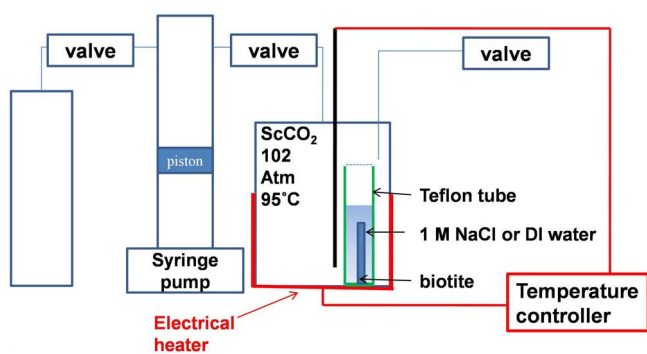 valve
valve
valve
ScCO₂
102
Atm
95˚C
piston
Teflon tube
1 M NaCl or DI water
biotite
Syringe
pump
Temperature
controller
Electrical
heater